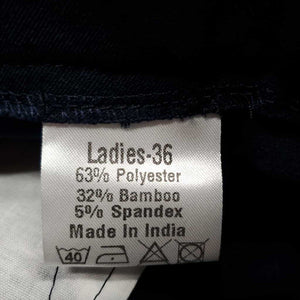 Ladies-36
63% Polyester
32% Bamboo
5% Spandex
Made In India
40